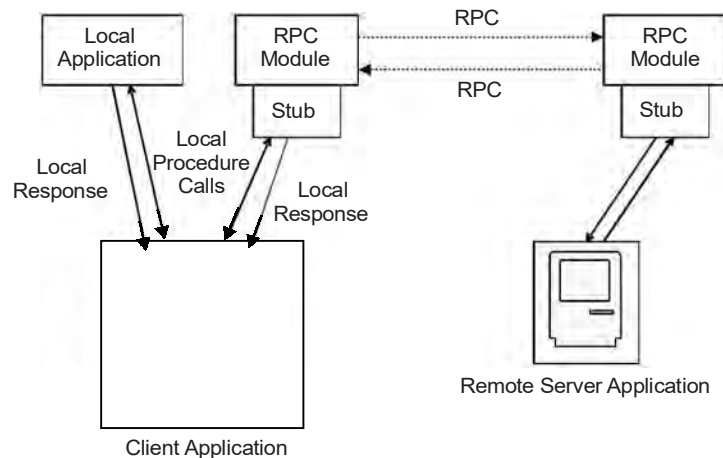 Local
Application
RPC
Module
Stub
RPC
RPC
RPC
Module
Stub
Local
Response
Local
Procedure
Calls
Local
Response
Remote Server Application
Client Application